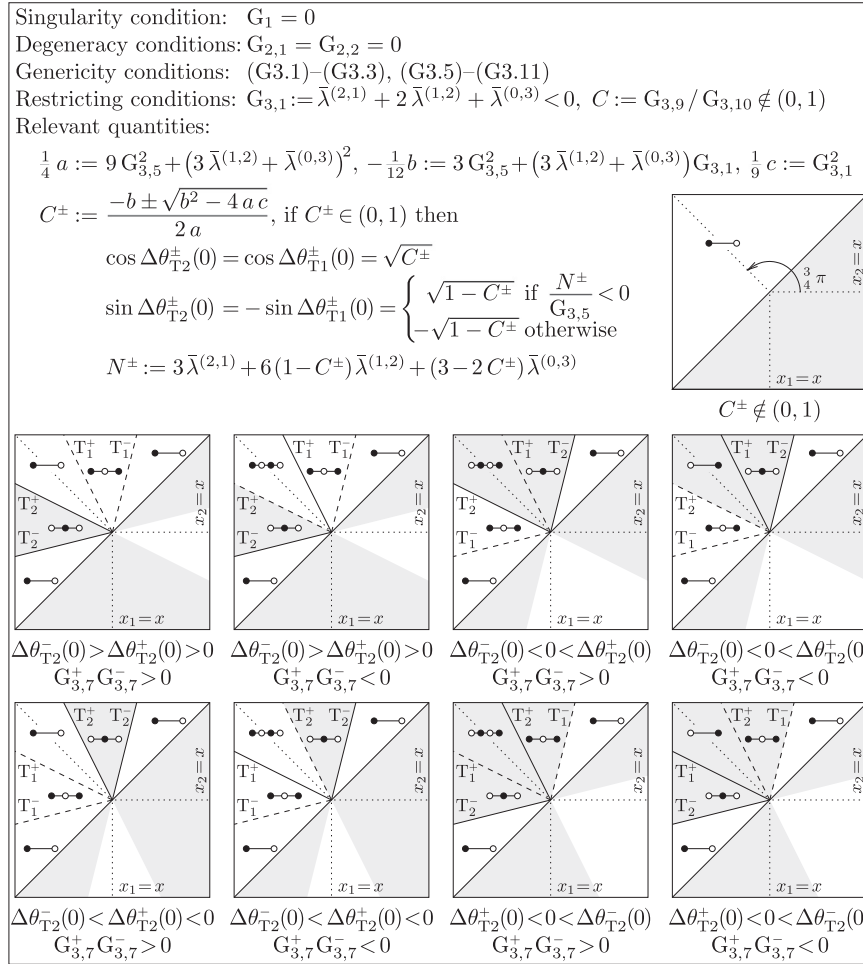 Singularity condition: G₁ = 0
Degeneracy conditions: G₂,₁ = G₂,₂ = 0
Genericity conditions: (G3.1)–(G3.3), (G3.5)–(G3.11)
Restricting conditions: G₃,₁ := λ̄^(2,1) + 2 λ̄^(1,2) + λ̄^(0,3) < 0, C := G₃,₉ / G₃,₁₀ ∉ (0, 1)
Relevant quantities:
¼ a := 9 G²₃,₅ + (3 λ̄^(1,2) + λ̄^(0,3))², −1/12 b := 3 G²₃,₅ + (3 λ̄^(1,2) + λ̄^(0,3)) G₃,₁, 1/9 c := G²₃,₁
C^± := (−b ± √(b² − 4 a c)) / (2 a), if C^± ∈ (0, 1) then
cos Δθ^±_T2(0) = cos Δθ^±_T1(0) = √C^±
sin Δθ^±_T2(0) = − sin Δθ^±_T1(0) = { √(1 − C^±) if N^±/G₃,₅ < 0
−√(1 − C^±) otherwise
N^± := 3 λ̄^(2,1) + 6 (1 − C^±) λ̄^(1,2) + (3 − 2 C^±) λ̄^(0,3)
¾ π
x₂ = x
x₁ = x
C^± ∉ (0, 1)
T₁⁺ T₁⁻
T₂⁺
T₂⁻
x₂ = x
x₁ = x
T₁⁺ T₁⁻
T₂⁺
T₂⁻
x₂ = x
x₁ = x
T₁⁺ T₂⁻
T₂⁺
T₁⁻
x₂ = x
x₁ = x
T₁⁺ T₂⁻
T₂⁺
T₁⁻
x₂ = x
x₁ = x
Δθ⁻_T2(0) > Δθ⁺_T2(0) > 0
G⁺₃,₇ G⁻₃,₇ > 0
Δθ⁻_T2(0) > Δθ⁺_T2(0) > 0
G⁺₃,₇ G⁻₃,₇ < 0
Δθ⁻_T2(0) < 0 < Δθ⁺_T2(0)
G⁺₃,₇ G⁻₃,₇ > 0
Δθ⁻_T2(0) < 0 < Δθ⁺_T2(0)
G⁺₃,₇ G⁻₃,₇ < 0
T₂⁺ T₂⁻
T₁⁺
T₁⁻
x₂ = x
x₁ = x
T₂⁺ T₂⁻
T₁⁺
T₁⁻
x₂ = x
x₁ = x
T₂⁺ T₁⁻
T₁⁺
T₂⁻
x₂ = x
x₁ = x
T₂⁺ T₁⁻
T₁⁺
T₂⁻
x₂ = x
x₁ = x
Δθ⁻_T2(0) < Δθ⁺_T2(0) < 0
G⁺₃,₇ G⁻₃,₇ > 0
Δθ⁻_T2(0) < Δθ⁺_T2(0) < 0
G⁺₃,₇ G⁻₃,₇ < 0
Δθ⁺_T2(0) < 0 < Δθ⁻_T2(0)
G⁺₃,₇ G⁻₃,₇ > 0
Δθ⁺_T2(0) < 0 < Δθ⁻_T2(0)
G⁺₃,₇ G⁻₃,₇ < 0